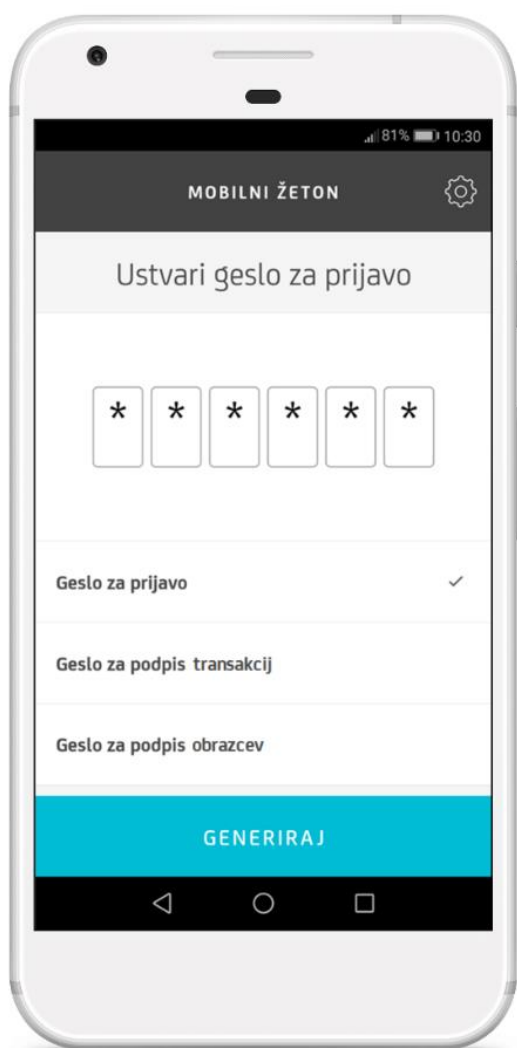 81% 10:30
MOBILNI ŽETON
Ustvari geslo za prijavo
* * * * * *
Geslo za prijavo
Geslo za podpis transakcij
Geslo za podpis obrazcev
GENERIRAJ